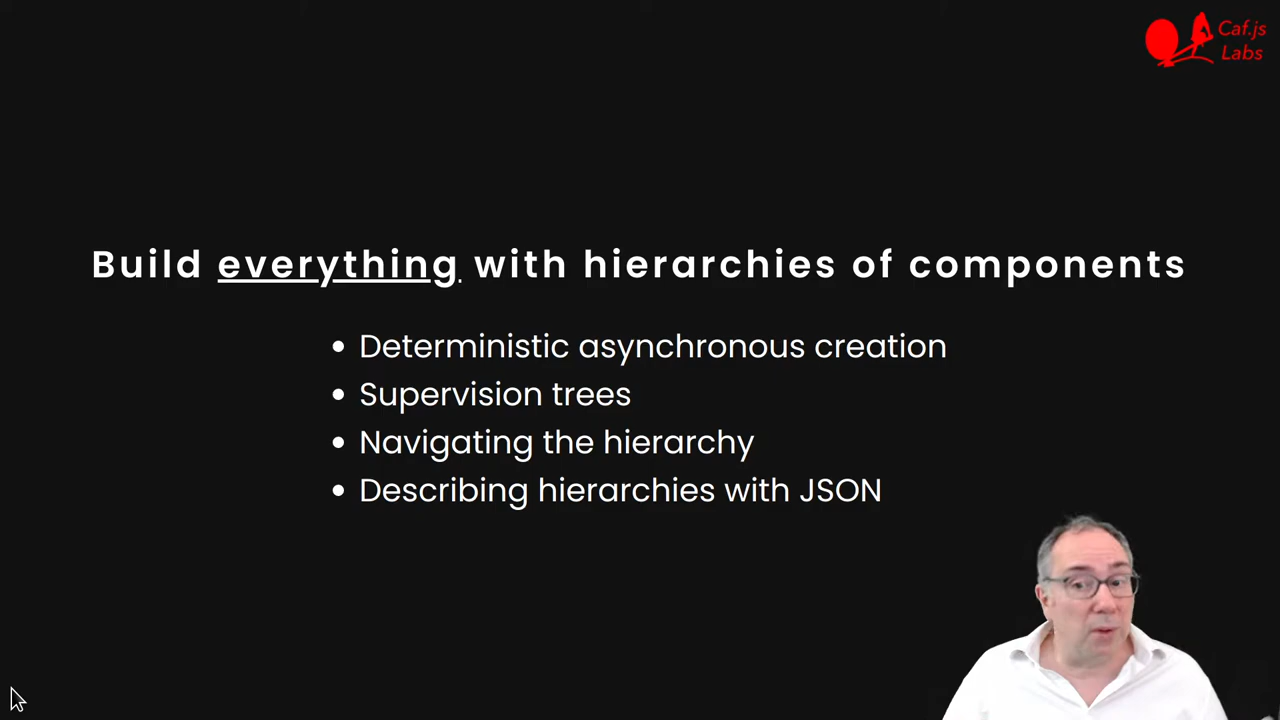 Caf.js
Labs
Build everything with hierarchies of components
• Deterministic asynchronous creation
• Supervision trees
• Navigating the hierarchy
• Describing hierarchies with JSON